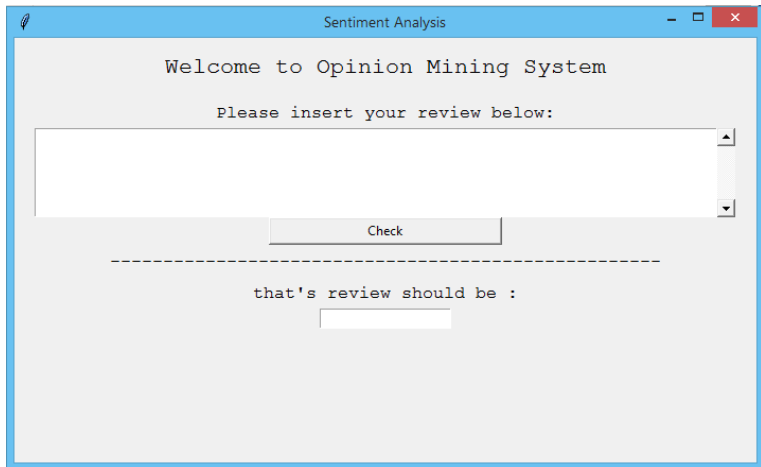 Sentiment Analysis
Welcome to Opinion Mining System
Please insert your review below:
Check
----------------------------------------------------
that's review should be :